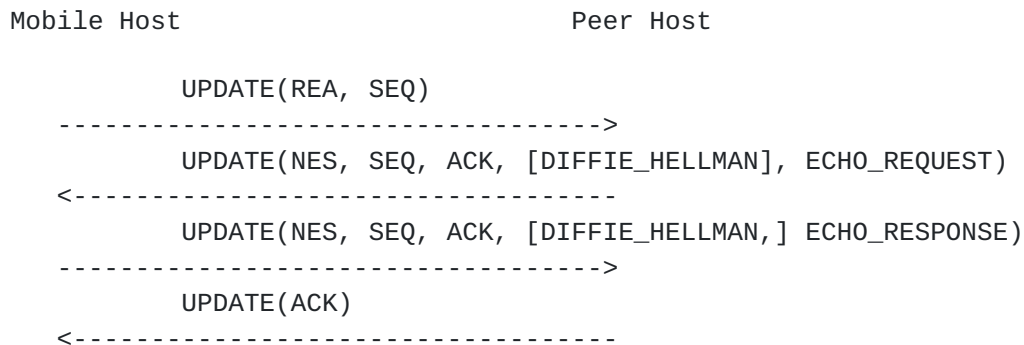 Mobile Host                         Peer Host
UPDATE(REA, SEQ)
----------------------------------->
UPDATE(NES, SEQ, ACK, [DIFFIE_HELLMAN], ECHO_REQUEST)
<-----------------------------------
UPDATE(NES, SEQ, ACK, [DIFFIE_HELLMAN,] ECHO_RESPONSE)
----------------------------------->
UPDATE(ACK)
<-----------------------------------